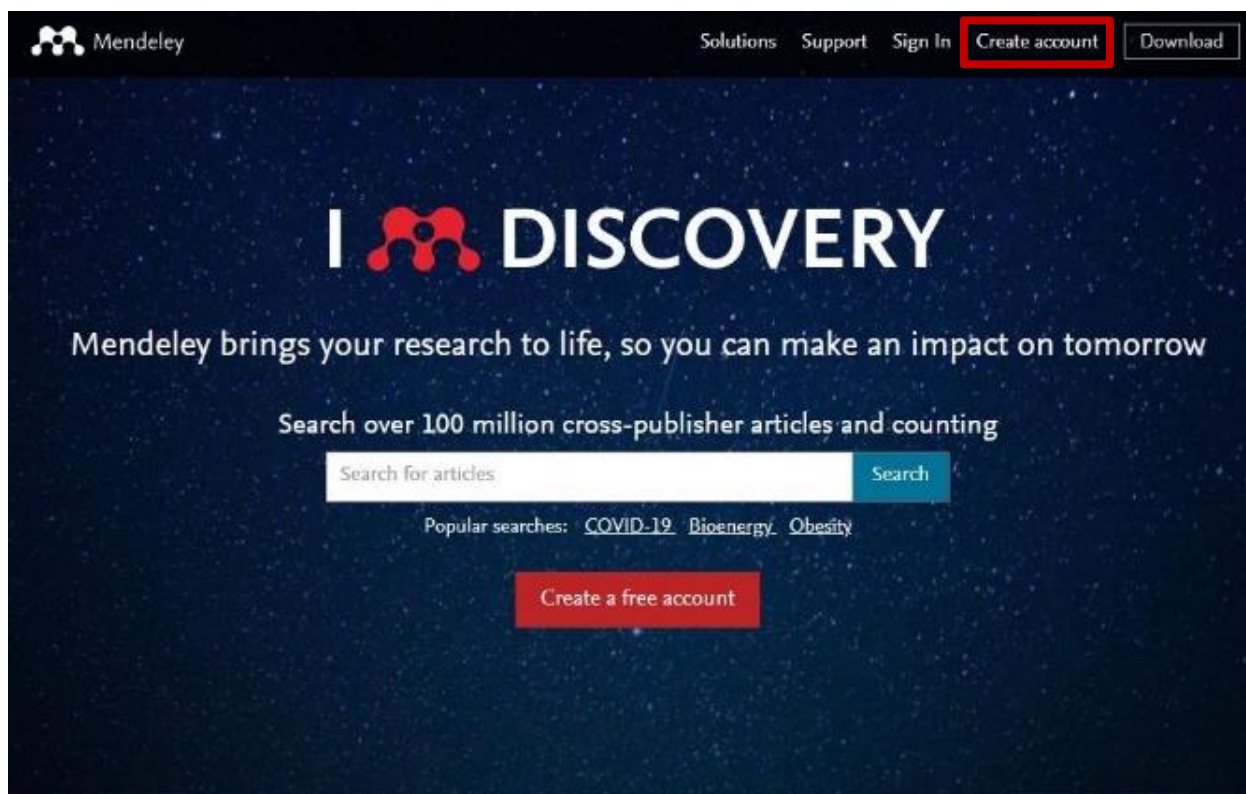 Mendeley Solutions Support Sign In Create account Download
I DISCOVERY
Mendeley brings your research to life, so you can make an impact on tomorrow
Search over 100 million cross-publisher articles and counting
Search for articles Search
Popular searches: COVID-19 Bioenergy Obesity
Create a free account